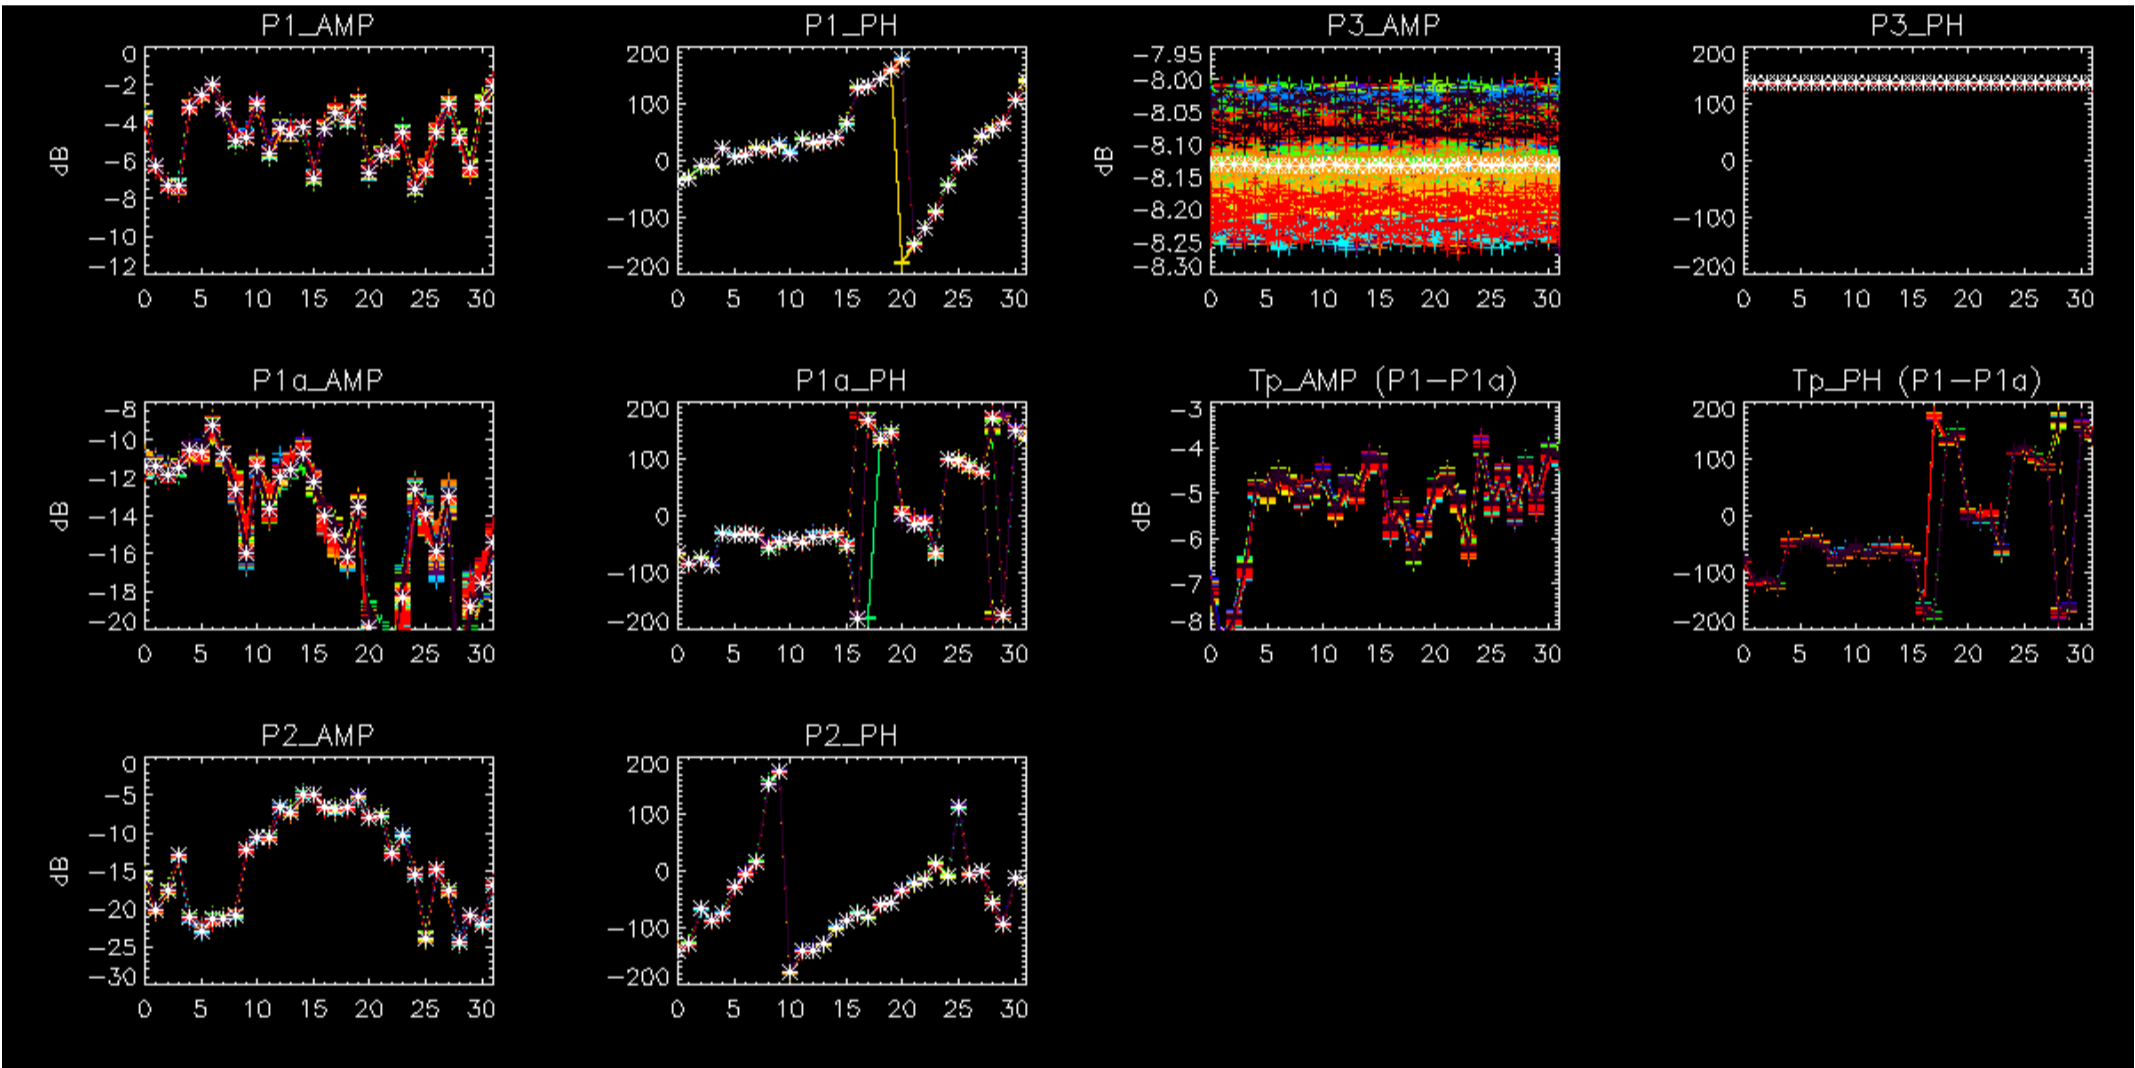 P1_AMP
dB
0
−2
−4
−6
−8
−10
−12
0 5 10 15 20 25 30
P1_PH
200
100
0
−100
−200
0 5 10 15 20 25 30
P3_AMP
dB
−7.95
−8.00
−8.05
−8.10
−8.15
−8.20
−8.25
−8.30
0 5 10 15 20 25 30
P3_PH
200
100
0
−100
−200
0 5 10 15 20 25 30
P1a_AMP
dB
−8
−10
−12
−14
−16
−18
−20
0 5 10 15 20 25 30
P1a_PH
200
100
0
−100
−200
0 5 10 15 20 25 30
Tp_AMP (P1−P1a)
dB
−3
−4
−5
−6
−7
−8
0 5 10 15 20 25 30
Tp_PH (P1−P1a)
200
100
0
−100
−200
0 5 10 15 20 25 30
P2_AMP
dB
0
−5
−10
−15
−20
−25
−30
0 5 10 15 20 25 30
P2_PH
200
100
0
−100
−200
0 5 10 15 20 25 30